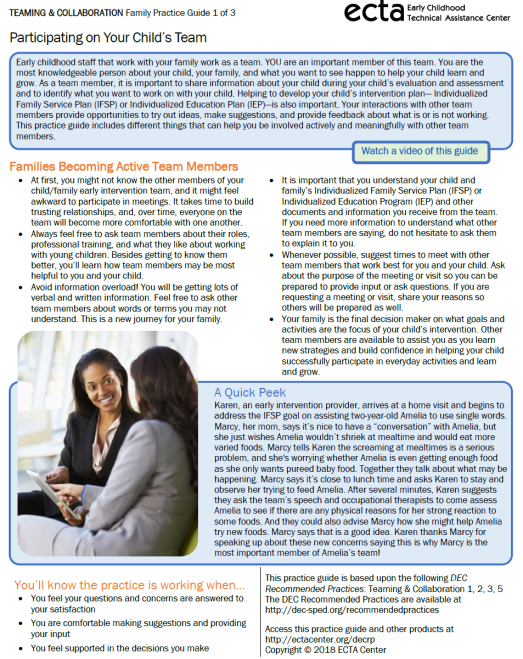 TEAMING & COLLABORATION Family Practice Guide 1 of 3
ecta Early Childhood
Technical Assistance Center
Participating on Your Child's Team
Early childhood staff that work with your family work as a team. YOU are an important member of this team. You are the
most knowledgeable person about your child, your family, and what you want to see happen to help your child learn and
grow. As a team member, it is important to share information about your child during your child's evaluation and assessment
and to identify what you want to work on with your child. Helping to develop your child's intervention plan— Individualized
Family Service Plan (IFSP) or Individualized Education Plan (IEP)—is also important. Your interactions with other team
members provide opportunities to try out ideas, make suggestions, and provide feedback about what is or is not working.
This practice guide includes different things that can help you be involved actively and meaningfully with other team
members.
Watch a video of this guide
Families Becoming Active Team Members
• At first, you might not know the other members of your
child/family early intervention team, and it might feel
awkward to participate in meetings. It takes time to build
trusting relationships, and, over time, everyone on the
team will become more comfortable with one another.
• Always feel free to ask team members about their roles,
professional training, and what they like about working
with young children. Besides getting to know them
better, you'll learn how team members may be most
helpful to you and your child.
• Avoid information overload! You will be getting lots of
verbal and written information. Feel free to ask other
team members about words or terms you may not
understand. This is a new journey for your family.
• It is important that you understand your child and
family's Individualized Family Service Plan (IFSP) or
Individualized Education Program (IEP) and other
documents and information you receive from the team.
If you need more information to understand what other
team members are saying, do not hesitate to ask them
to explain it to you.
• Whenever possible, suggest times to meet with other
team members that work best for you and your child. Ask
about the purpose of the meeting or visit so you can be
prepared to provide input or ask questions. If you are
requesting a meeting or visit, share your reasons so
others will be prepared as well.
• Your family is the final decision maker on what goals and
activities are the focus of your child's intervention. Other
team members are available to assist you as you learn
new strategies and build confidence in helping your child
successfully participate in everyday activities and learn
and grow.
A Quick Peek
Karen, an early intervention provider, arrives at a home visit and begins to
address the IFSP goal on assisting two-year-old Amelia to use single words.
Marcy, her mom, says it's nice to have a "conversation" with Amelia, but
she just wishes Amelia wouldn't shriek at mealtime and would eat more
varied foods. Marcy tells Karen the screaming at mealtimes is a serious
problem, and she's worrying whether Amelia is even getting enough food
as she only wants pureed baby food. Together they talk about what may be
happening. Marcy says it's close to lunch time and asks Karen to stay and
observe her trying to feed Amelia. After several minutes, Karen suggests
they ask the team's speech and occupational therapists to come assess
Amelia to see if there are any physical reasons for her strong reaction to
some foods. And they could also advise Marcy how she might help Amelia
try new foods. Marcy says that is a good idea. Karen thanks Marcy for
speaking up about these new concerns saying this is why Marcy is the
most important member of Amelia's team!
You'll know the practice is working when...
• You feel your questions and concerns are answered to
your satisfaction
• You are comfortable making suggestions and providing
your input
• You feel supported in the decisions you make
This practice guide is based upon the following DEC
Recommended Practices: Teaming & Collaboration 1, 2, 3, 5
The DEC Recommended Practices are available at
http://dec-sped.org/recommendedpractices
Access this practice guide and other products at
http://ectacenter.org/decrp
Copyright © 2018 ECTA Center